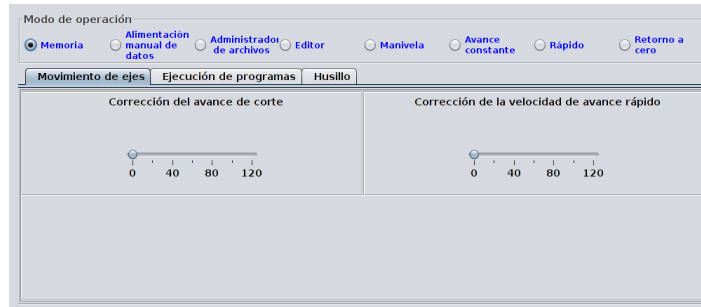 Modo de operación
Memoria
Alimentación
manual de
datos
Administrador
de archivos
Editor
Manivela
Avance
constante
Rápido
Retorno a
cero
Movimiento de ejes Ejecución de programas Husillo
Corrección del avance de corte
0 40 80 120
Corrección de la velocidad de avance rápido
0 40 80 120